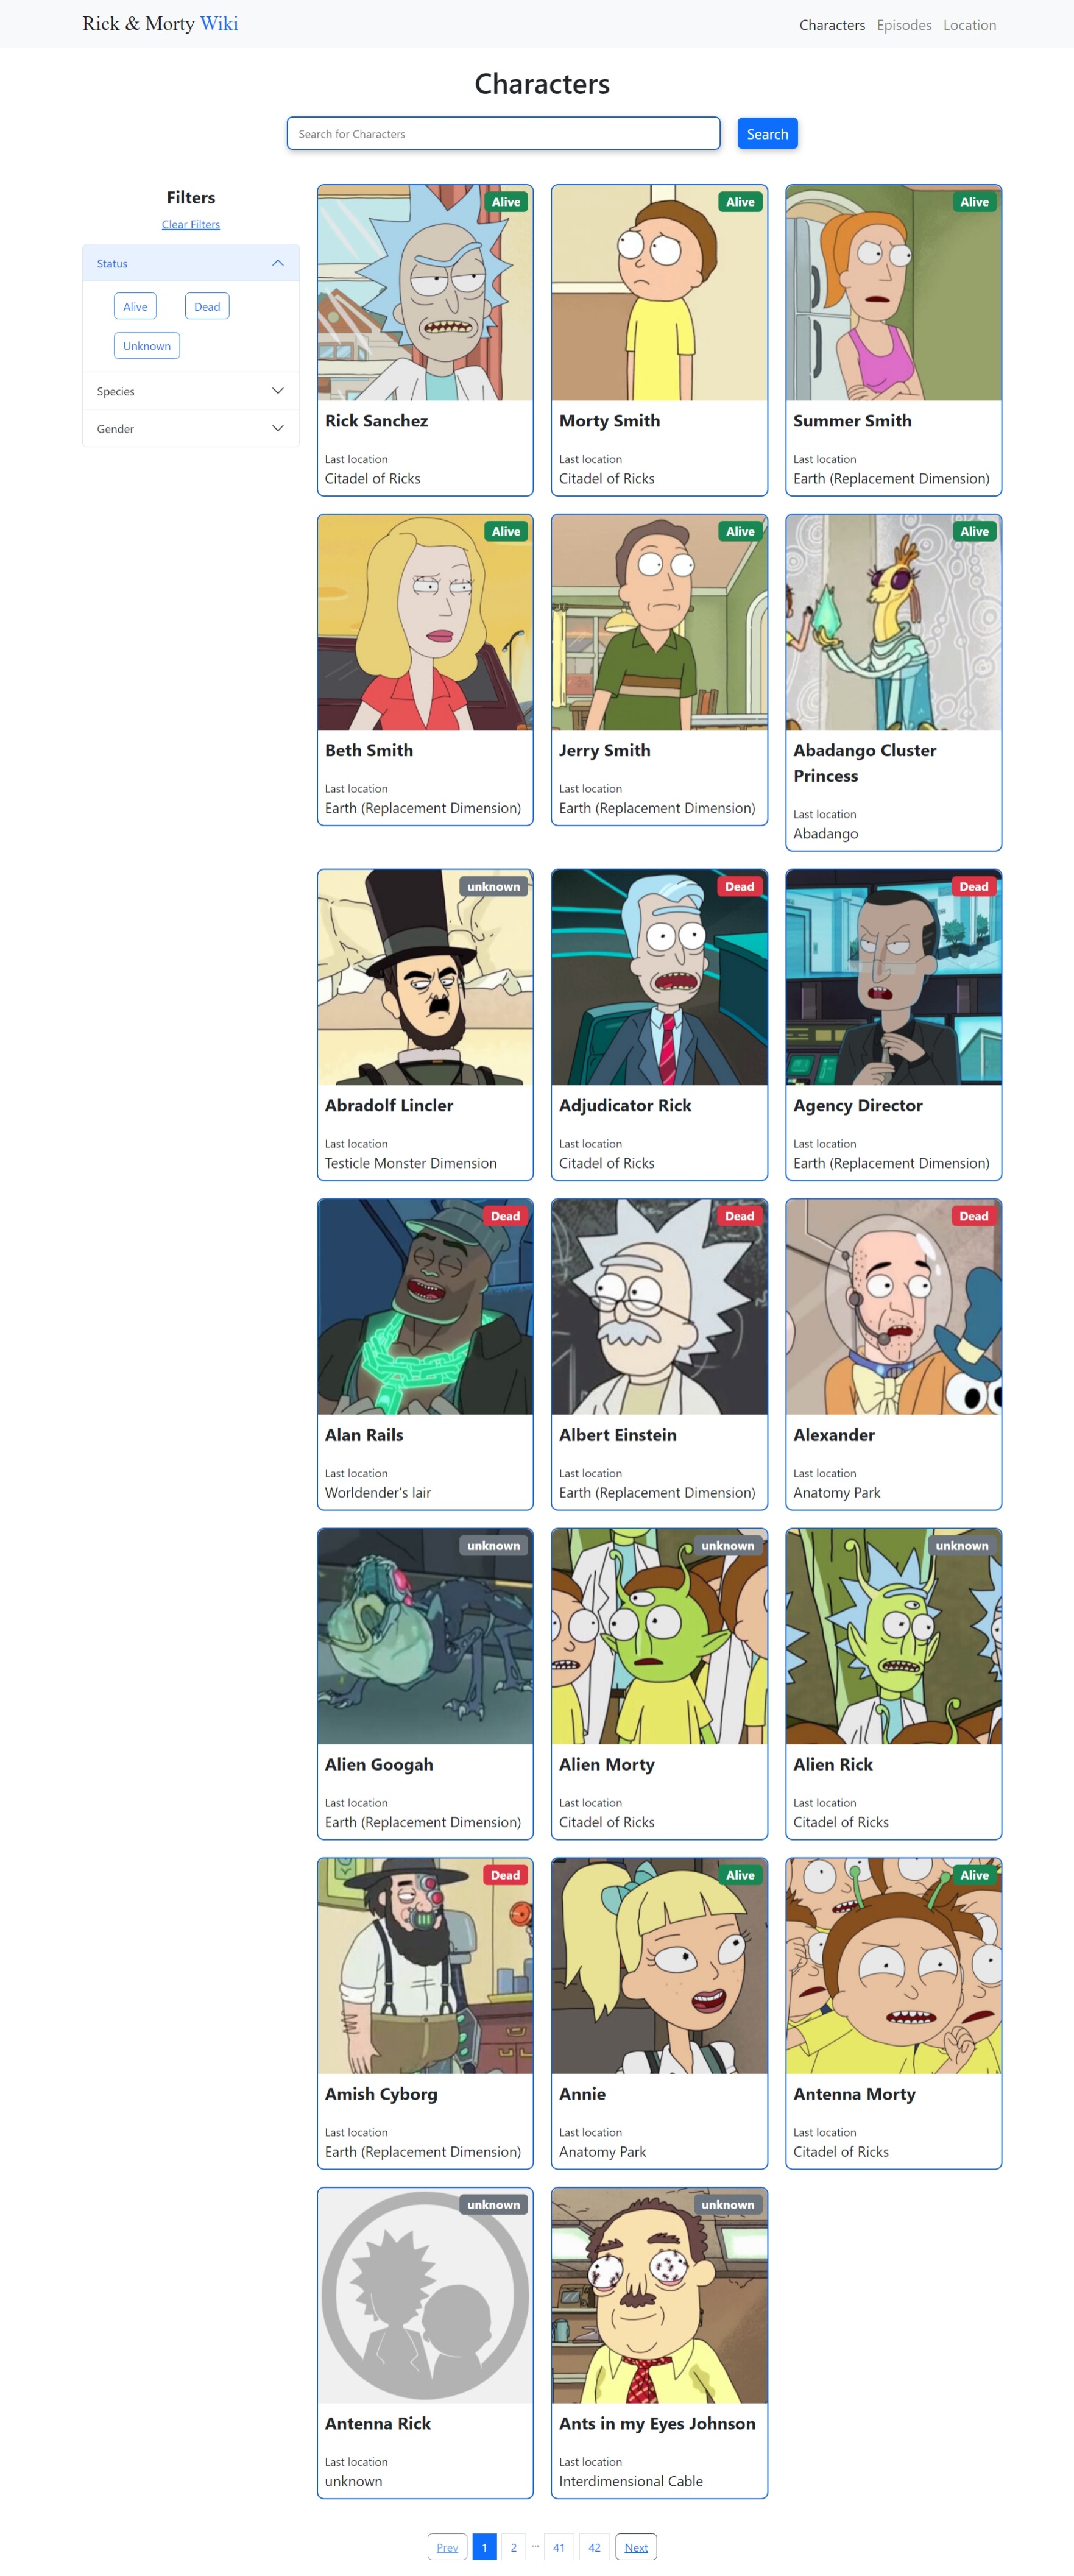 Rick & Morty Wiki
Characters Episodes Location
Characters
Search for Characters
Search
Filters
Clear Filters
Status
Alive
Dead
Unknown
Species
Gender
Alive
Rick Sanchez
Last location
Citadel of Ricks
Alive
Morty Smith
Last location
Citadel of Ricks
Alive
Summer Smith
Last location
Earth (Replacement Dimension)
Alive
Beth Smith
Last location
Earth (Replacement Dimension)
Alive
Jerry Smith
Last location
Earth (Replacement Dimension)
Alive
Abadango Cluster
Princess
Last location
Abadango
unknown
Abradolf Lincler
Last location
Testicle Monster Dimension
Dead
Adjudicator Rick
Last location
Citadel of Ricks
Dead
Agency Director
Last location
Earth (Replacement Dimension)
Dead
Alan Rails
Last location
Worldender's lair
Dead
Albert Einstein
Last location
Earth (Replacement Dimension)
Dead
Alexander
Last location
Anatomy Park
unknown
Alien Googah
Last location
Earth (Replacement Dimension)
unknown
Alien Morty
Last location
Citadel of Ricks
unknown
Alien Rick
Last location
Citadel of Ricks
Dead
Amish Cyborg
Last location
Earth (Replacement Dimension)
Alive
Annie
Last location
Anatomy Park
Alive
Antenna Morty
Last location
Citadel of Ricks
unknown
Antenna Rick
Last location
unknown
unknown
Ants in my Eyes Johnson
Last location
Interdimensional Cable
Prev 1 2 ... 41 42 Next